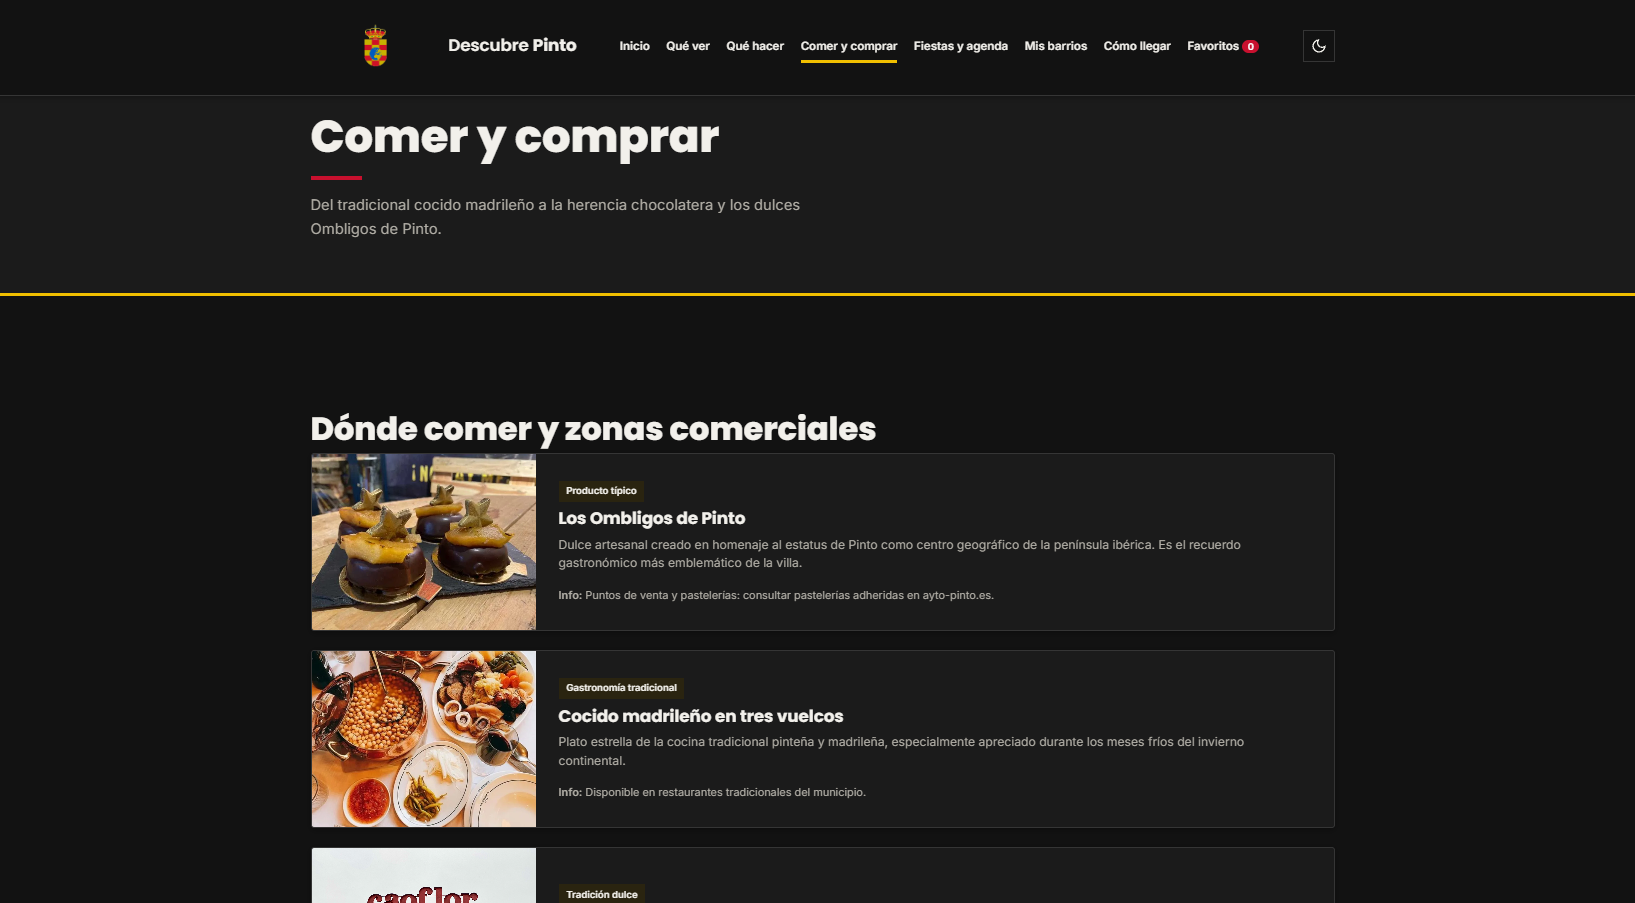 Descubre Pinto
Inicio
Qué ver
Qué hacer
Comer y comprar
Fiestas y agenda
Mis barrios
Cómo llegar
Favoritos 0
Comer y comprar
Del tradicional cocido madrileño a la herencia chocolatera y los dulces
Ombligos de Pinto.
Dónde comer y zonas comerciales
Producto típico
Los Ombligos de Pinto
Dulce artesanal creado en homenaje al estatus de Pinto como centro geográfico de la península ibérica. Es el recuerdo
gastronómico más emblemático de la villa.
Info: Puntos de venta y pastelerías: consultar pastelerías adheridas en ayto-pinto.es.
Gastronomía tradicional
Cocido madrileño en tres vuelcos
Plato estrella de la cocina tradicional pinteña y madrileña, especialmente apreciado durante los meses fríos del invierno
continental.
Info: Disponible en restaurantes tradicionales del municipio.
caoflor
Tradición dulce